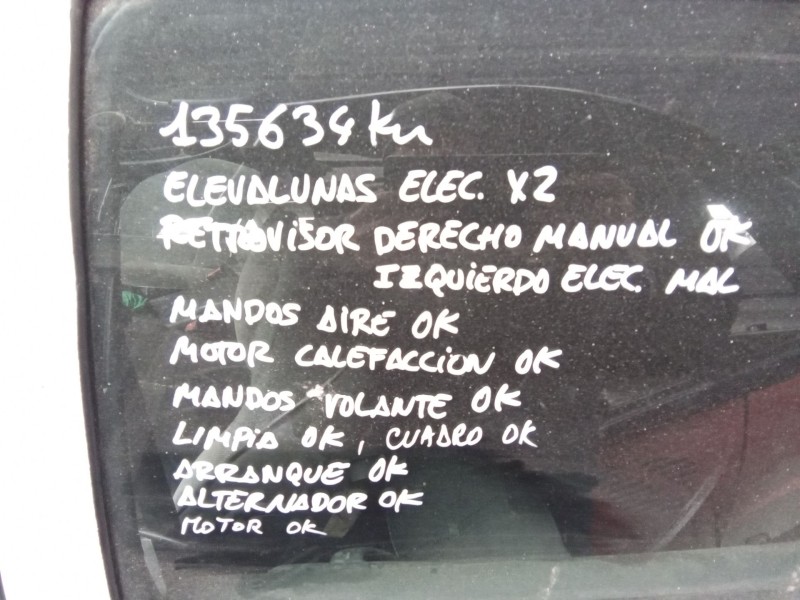 135634 km
ELEVALUNAS ELEC. X2
RETROVISOR DERECHO MANUAL OK
IZQUIERDO ELEC. MAL
MANDOS AIRE OK
MOTOR CALEFACCION OK
MANDOS VOLANTE OK
LIMPIA OK, CUADRO OK
ARRANQUE OK
ALTERNADOR OK
MOTOR OK